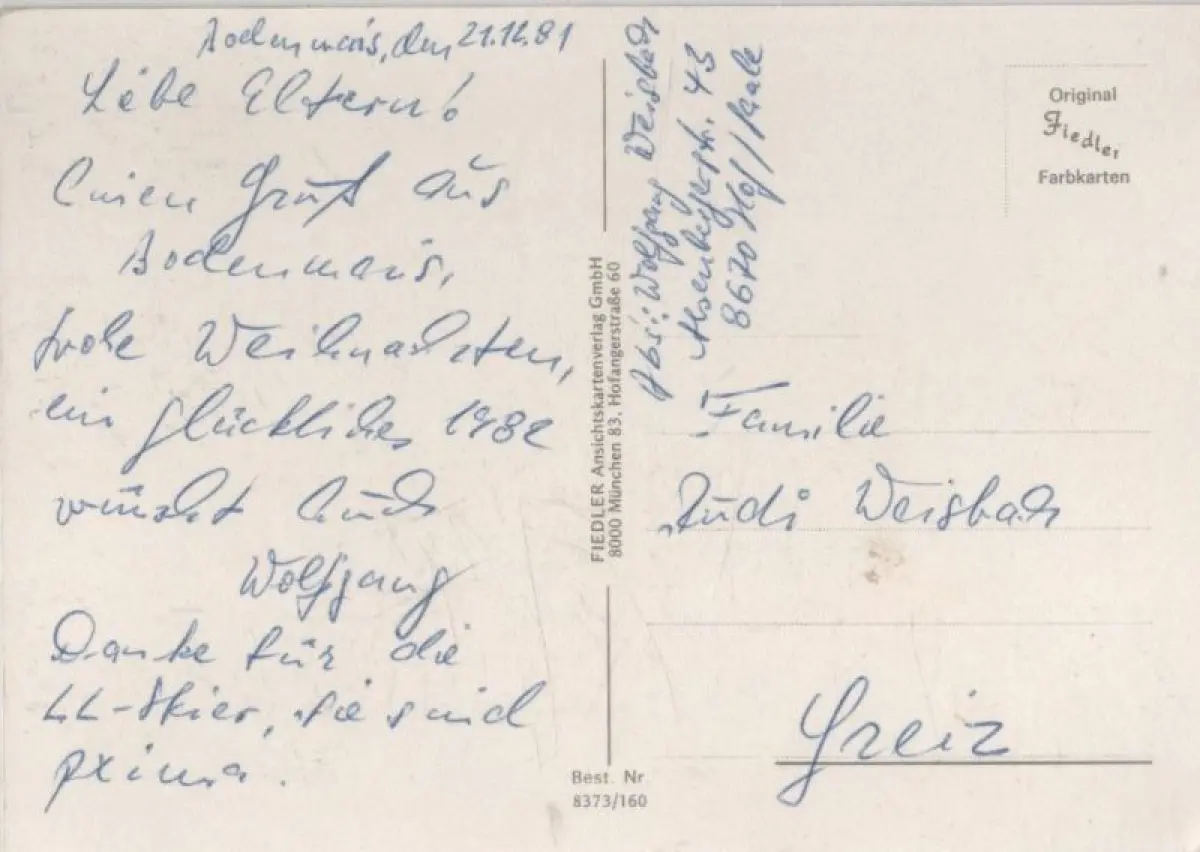 Bodenmais, den 21.12.81
Liebe Eltern!
Einen Gruß aus
Bodenmais,
frohe Weihnachten,
ein glückliches 1982
wünscht Euch
Wolfgang
Danke für die
LL-Skier, sie sind
prima.
FIEDLER Ansichtskartenverlag GmbH
8000 München 83, Hofangerstraße 60
Best. Nr.
8373/160
Abs.: Wolfgang Weisbach
43
8670 Hof/Saale
Original
Fiedler
Farbkarten
Familie
Rudi Weisbach
Greiz